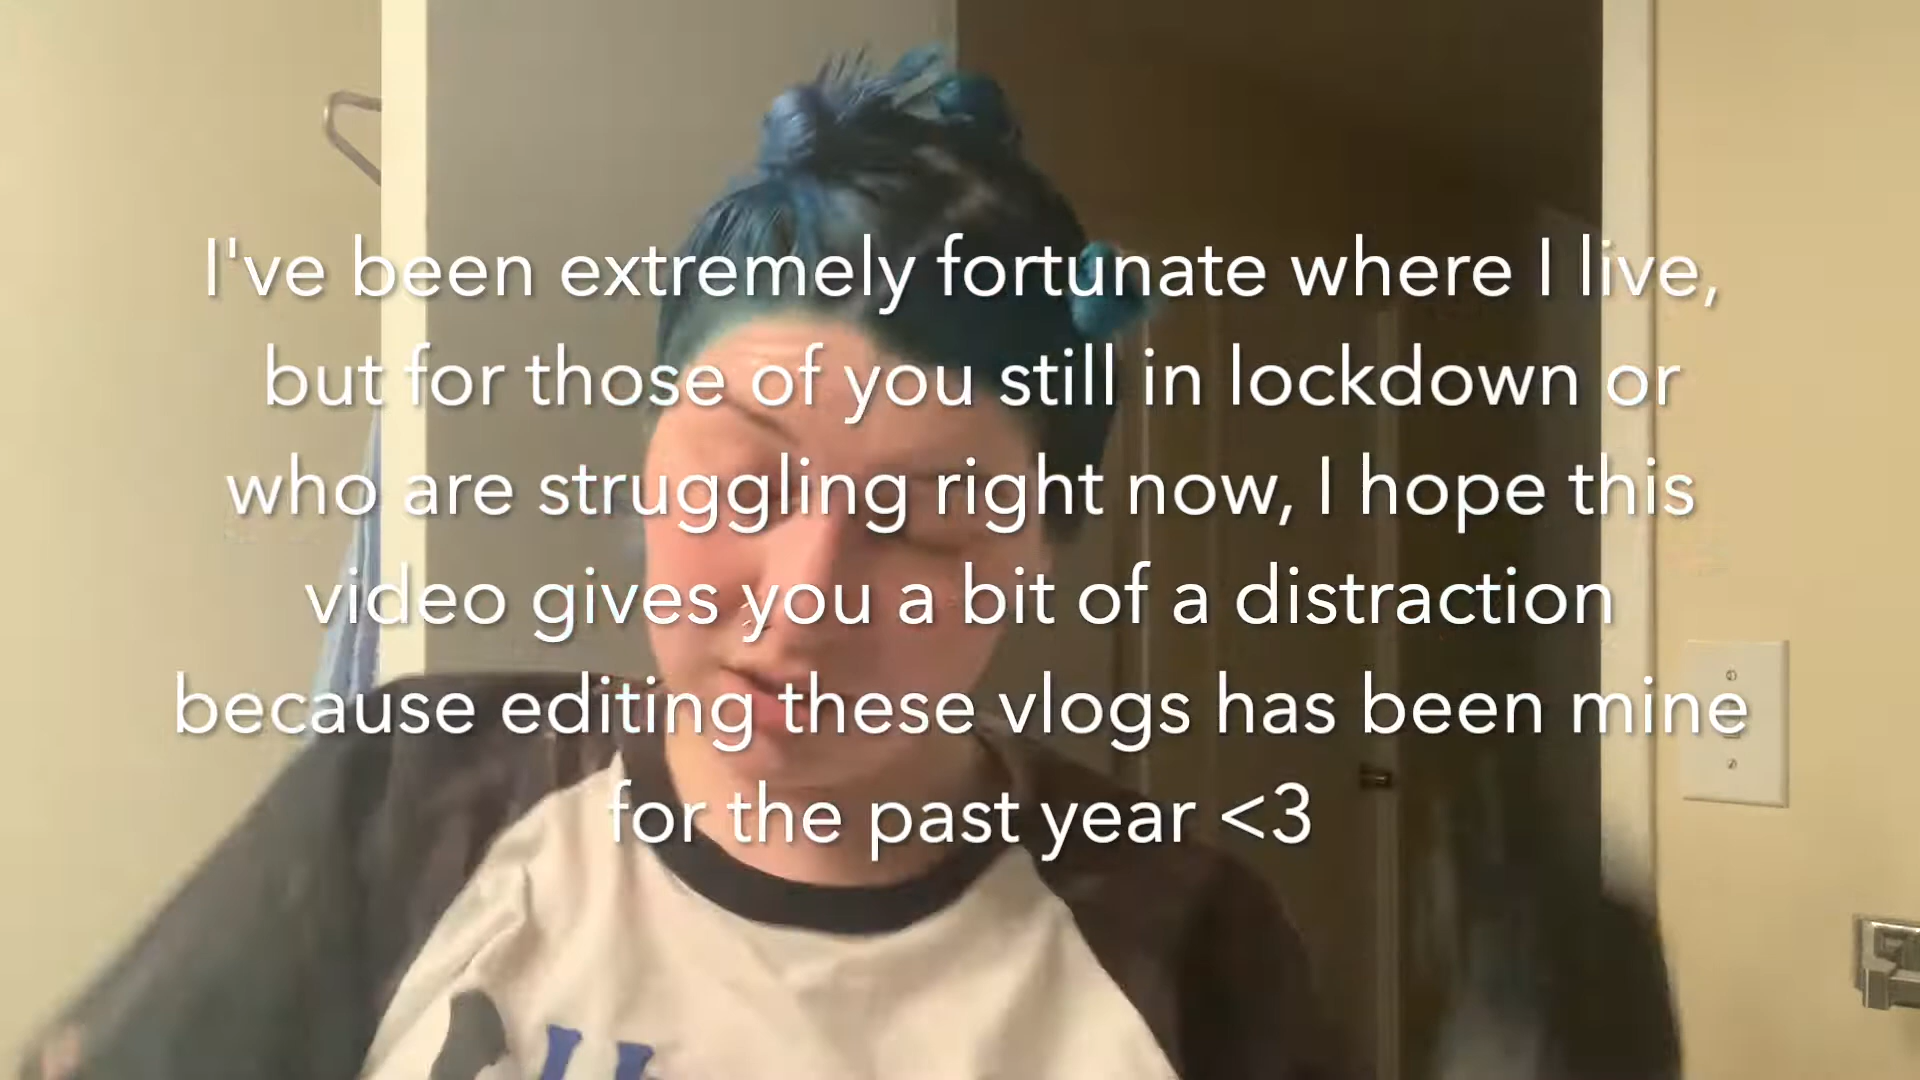 I've been extremely fortunate where I live,
but for those of you still in lockdown or
who are struggling right now, I hope this
video gives you a bit of a distraction
because editing these vlogs has been mine
for the past year <3